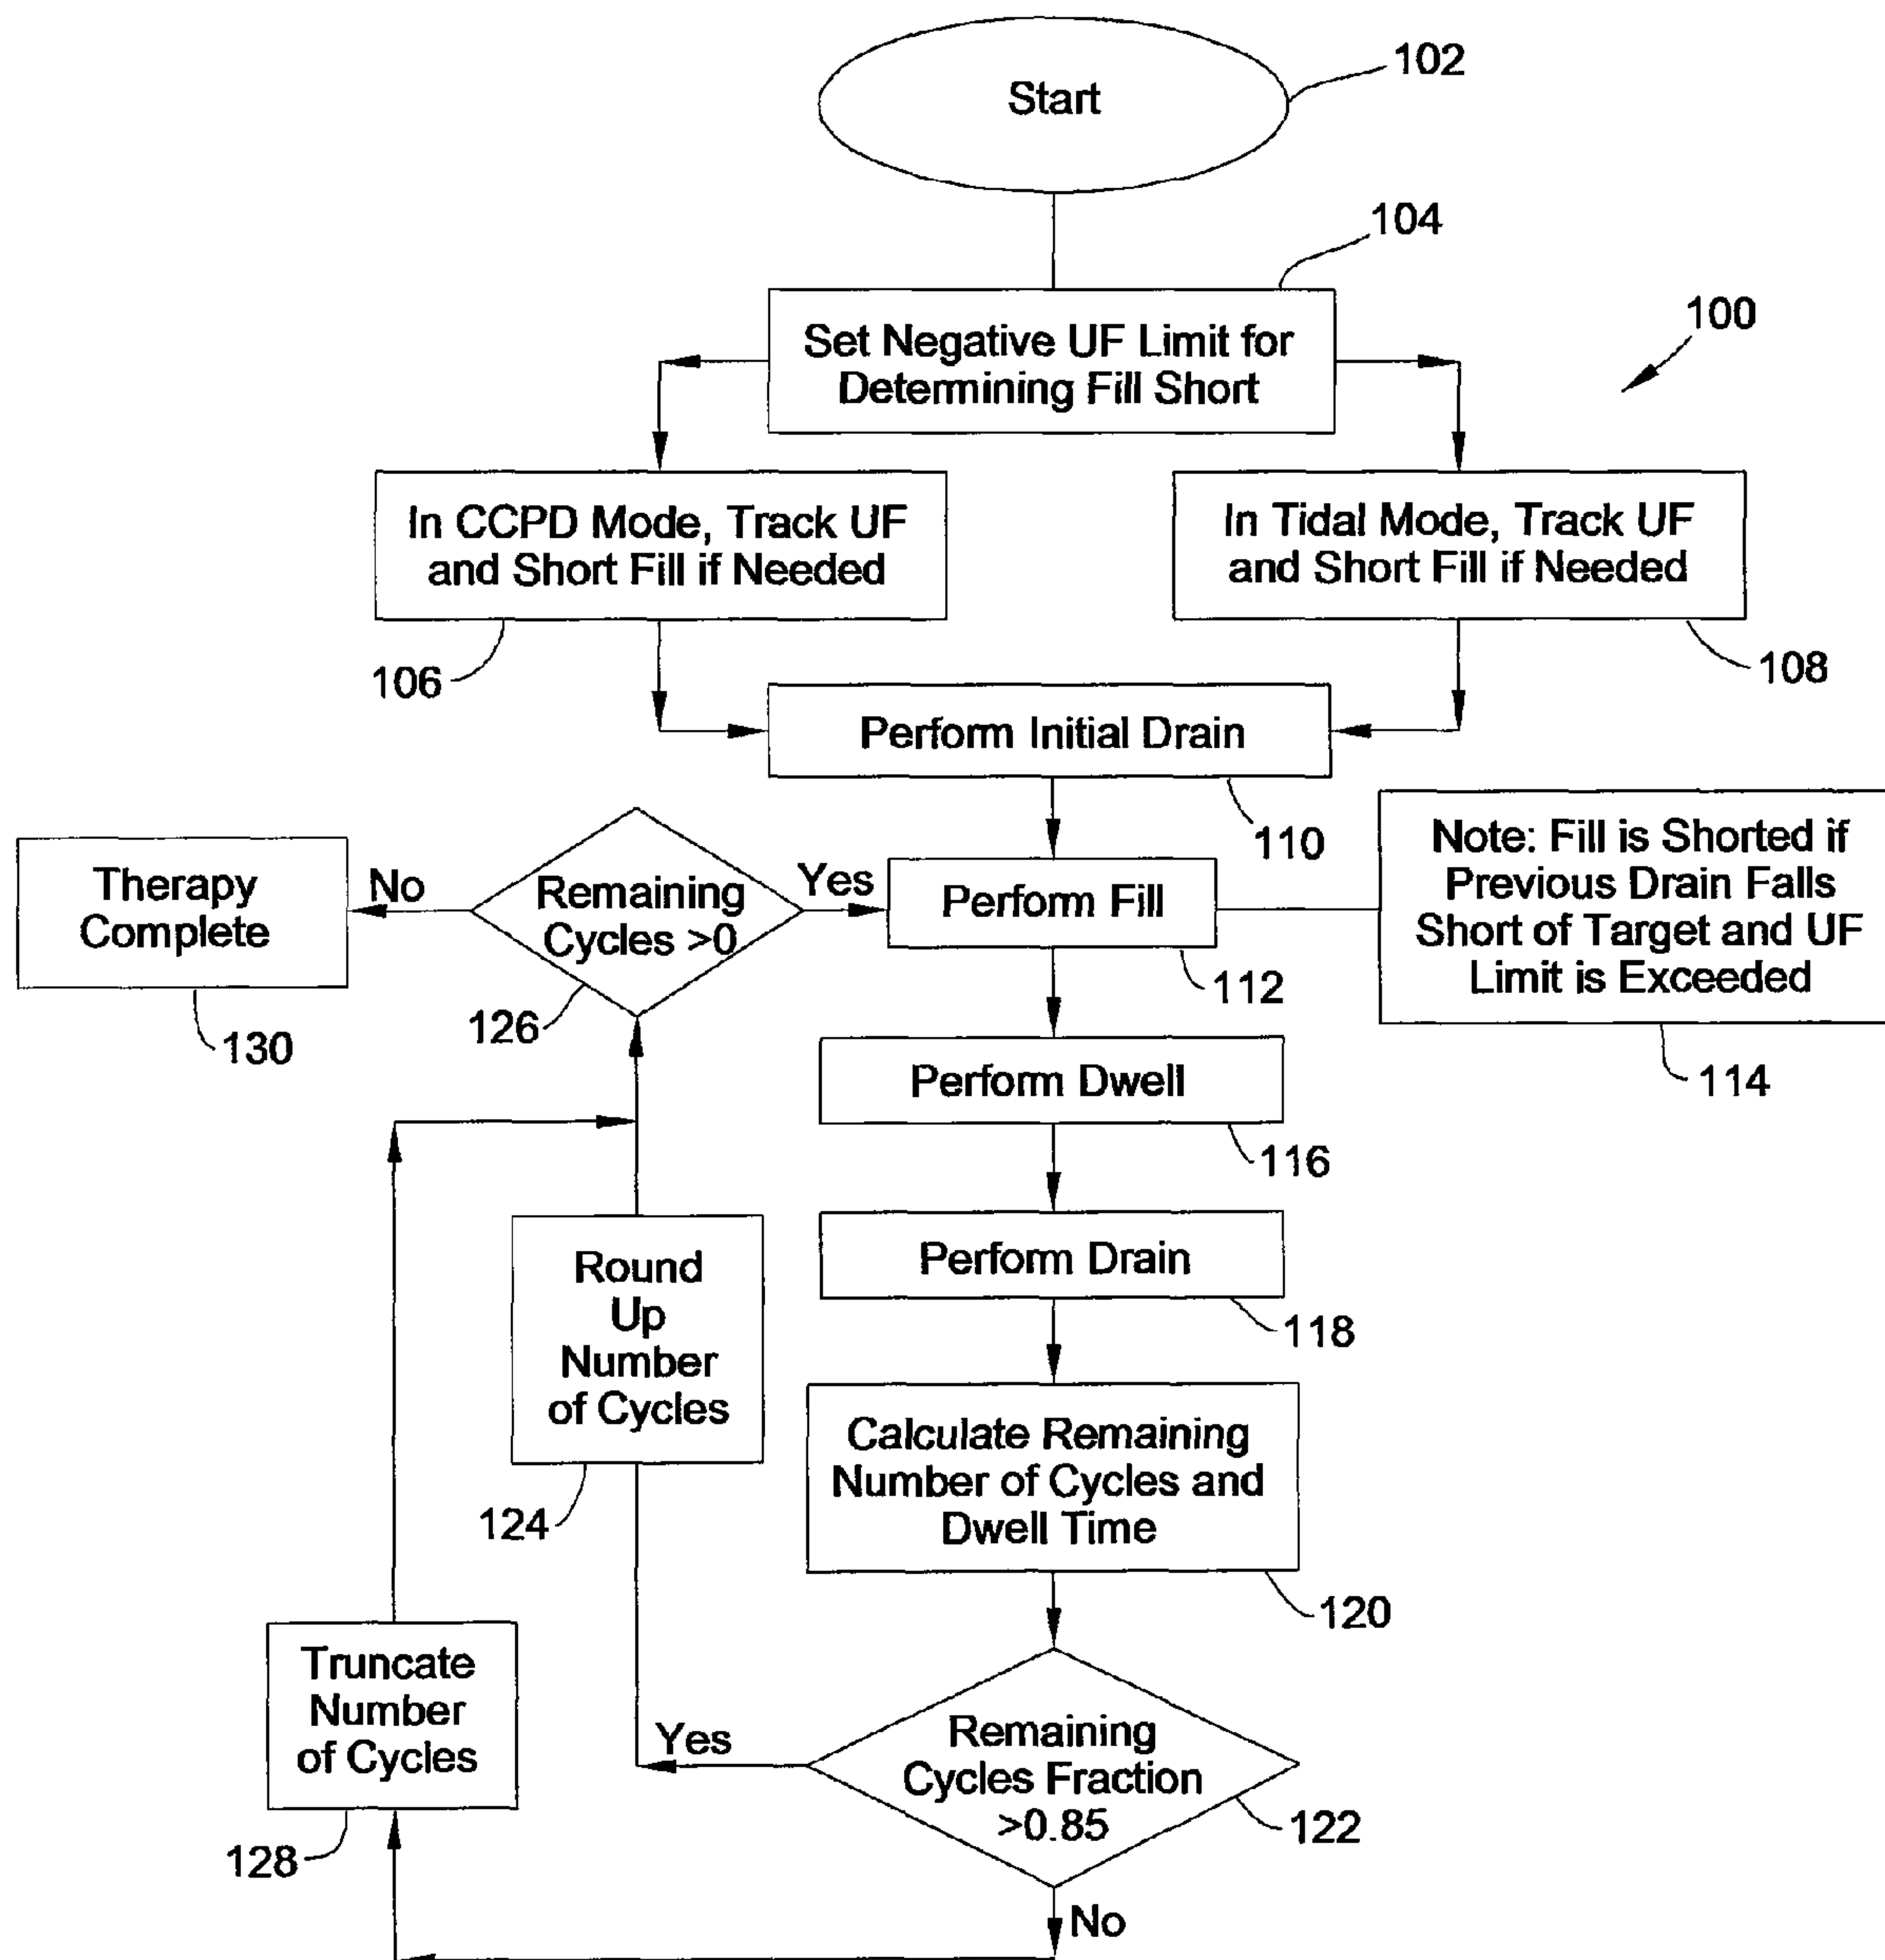 Start
102
104
Set Negative UF Limit for
Determining Fill Short
100
In CCPD Mode, Track UF
and Short Fill if Needed
106
In Tidal Mode, Track UF
and Short Fill if Needed
108
Perform Initial Drain
110
Therapy
Complete
130
No
Remaining
Cycles >0
126
Yes
Perform Fill
112
Note: Fill is Shorted if
Previous Drain Falls
Short of Target and UF
Limit is Exceeded
114
Perform Dwell
116
Perform Drain
118
Round
Up
Number
of Cycles
124
Calculate Remaining
Number of Cycles and
Dwell Time
120
Truncate
Number
of Cycles
128
Yes
Remaining
Cycles Fraction
>0.85
122
No